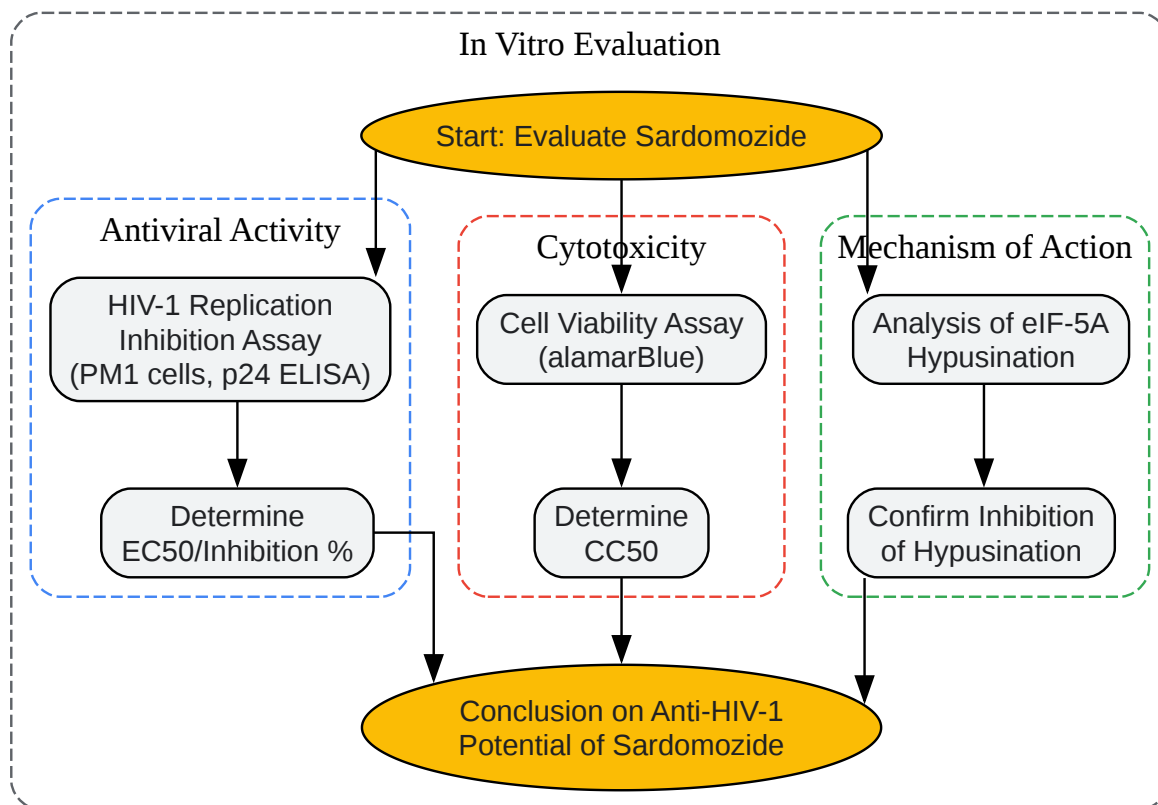 In Vitro Evaluation
Start: Evaluate Sardomozide
Antiviral Activity
HIV-1 Replication
Inhibition Assay
(PM1 cells, p24 ELISA)
Determine
EC50/Inhibition %
Cytotoxicity
Cell Viability Assay
(alamarBlue)
Determine
CC50
Mechanism of Action
Analysis of eIF-5A
Hypusination
Confirm Inhibition
of Hypusination
Conclusion on Anti-HIV-1
Potential of Sardomozide